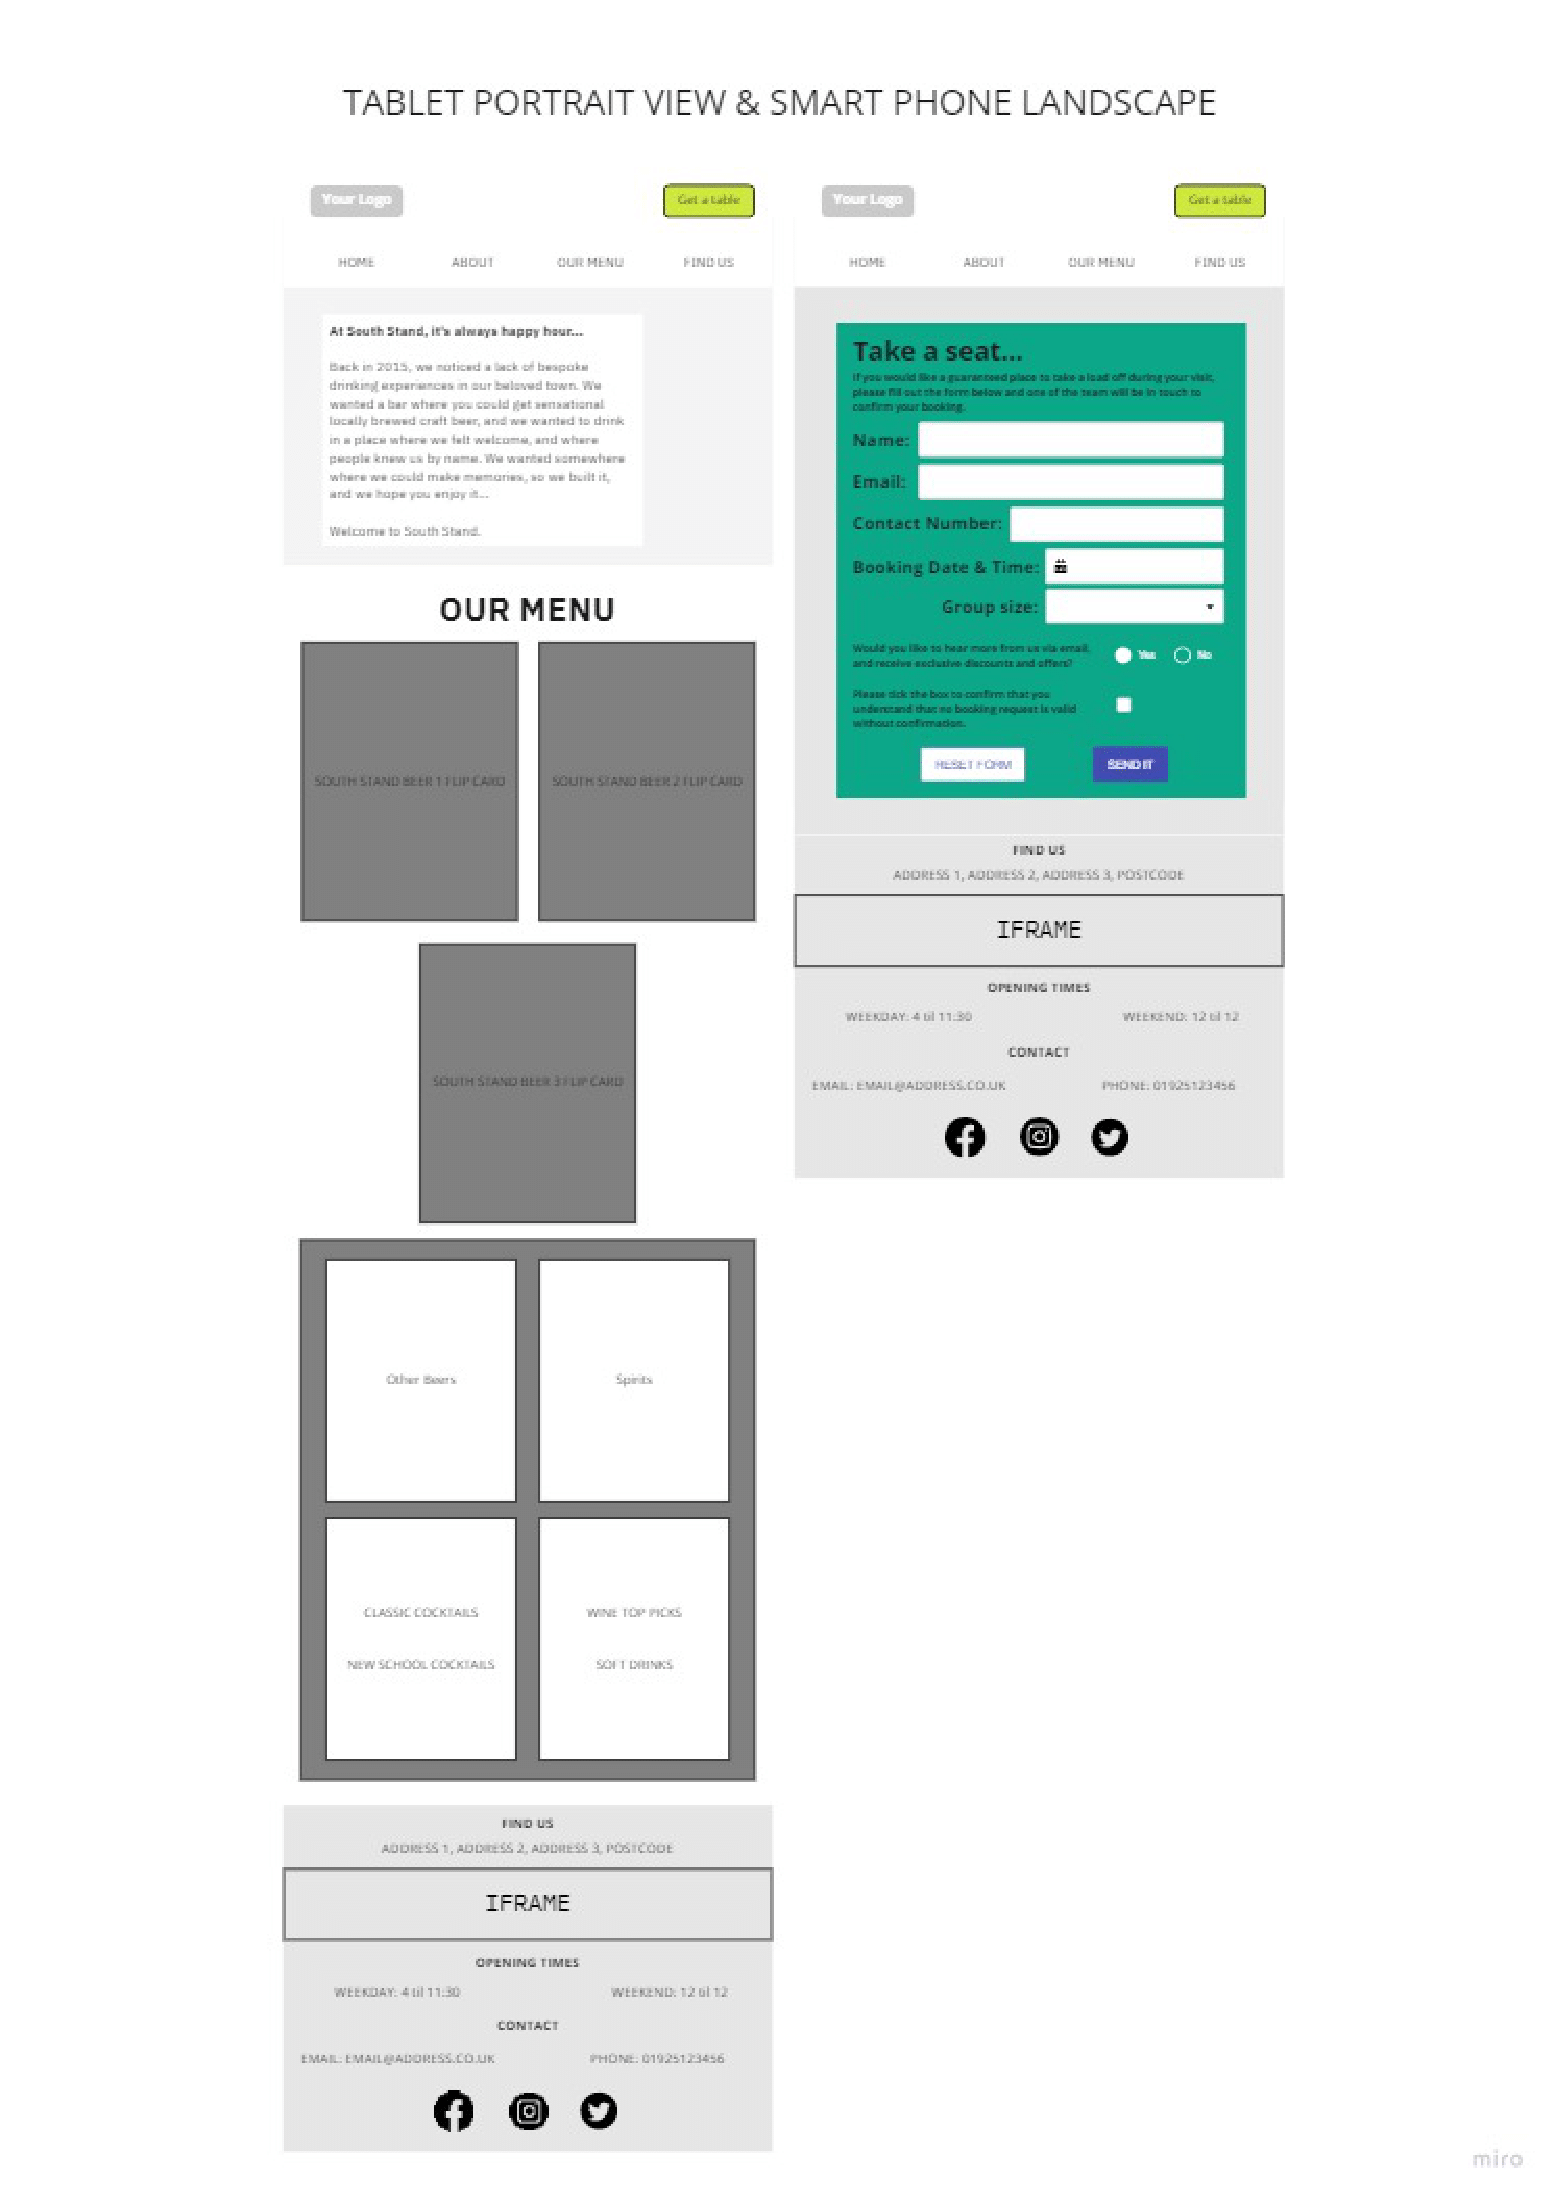 TABLET PORTRAIT VIEW & SMART PHONE LANDSCAPE
Your Logo
Get a table
HOME ABOUT OUR MENU FIND US
At South Stand, it's always happy hour...
Back in 2015, we noticed a lack of bespoke
drinking experiences in our beloved town. We
wanted a bar where you could get sensational
locally brewed craft beer, and we wanted to drink
in a place where we felt welcome, and where
people knew us by name. We wanted somewhere
where we could make memories, so we built it,
and we hope you enjoy it...
Welcome to South Stand.
OUR MENU
SOUTH STAND BEER 1 FLIP CARD
SOUTH STAND BEER 2 FLIP CARD
SOUTH STAND BEER 3 FLIP CARD
Other Beers
Spirits
CLASSIC COCKTAILS
NEW SCHOOL COCKTAILS
WINE TOP PICKS
SOFT DRINKS
FIND US
ADDRESS 1, ADDRESS 2, ADDRESS 3, POSTCODE
IFRAME
OPENING TIMES
WEEKDAY: 4 til 11:30 WEEKEND: 12 til 12
CONTACT
EMAIL: EMAIL@ADDRESS.CO.UK PHONE: 01925123456
Your Logo
Get a table
HOME ABOUT OUR MENU FIND US
Take a seat...
If you would like a guaranteed place to take a load off during your visit,
please fill out the form below and one of the team will be in touch to
confirm your booking.
Name:
Email:
Contact Number:
Booking Date & Time:
Group size:
Would you like to hear more from us via email,
and receive exclusive discounts and offers?
Yes No
Please tick the box to confirm that you
understand that no booking request is valid
without confirmation.
RESET FORM
SEND IT
FIND US
ADDRESS 1, ADDRESS 2, ADDRESS 3, POSTCODE
IFRAME
OPENING TIMES
WEEKDAY: 4 til 11:30 WEEKEND: 12 til 12
CONTACT
EMAIL: EMAIL@ADDRESS.CO.UK PHONE: 01925123456
miro